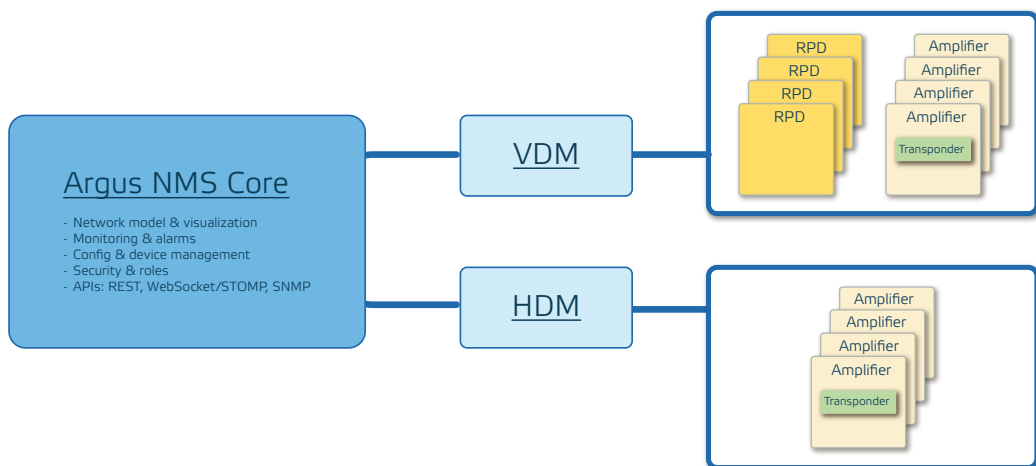 Argus NMS Core
- Network model & visualization
- Monitoring & alarms
- Config & device management
- Security & roles
- APIs: REST, WebSocket/STOMP, SNMP
VDM
HDM
RPD
RPD
RPD
RPD
Amplifier
Amplifier
Amplifier
Amplifier
Transponder
Amplifier
Amplifier
Amplifier
Amplifier
Transponder